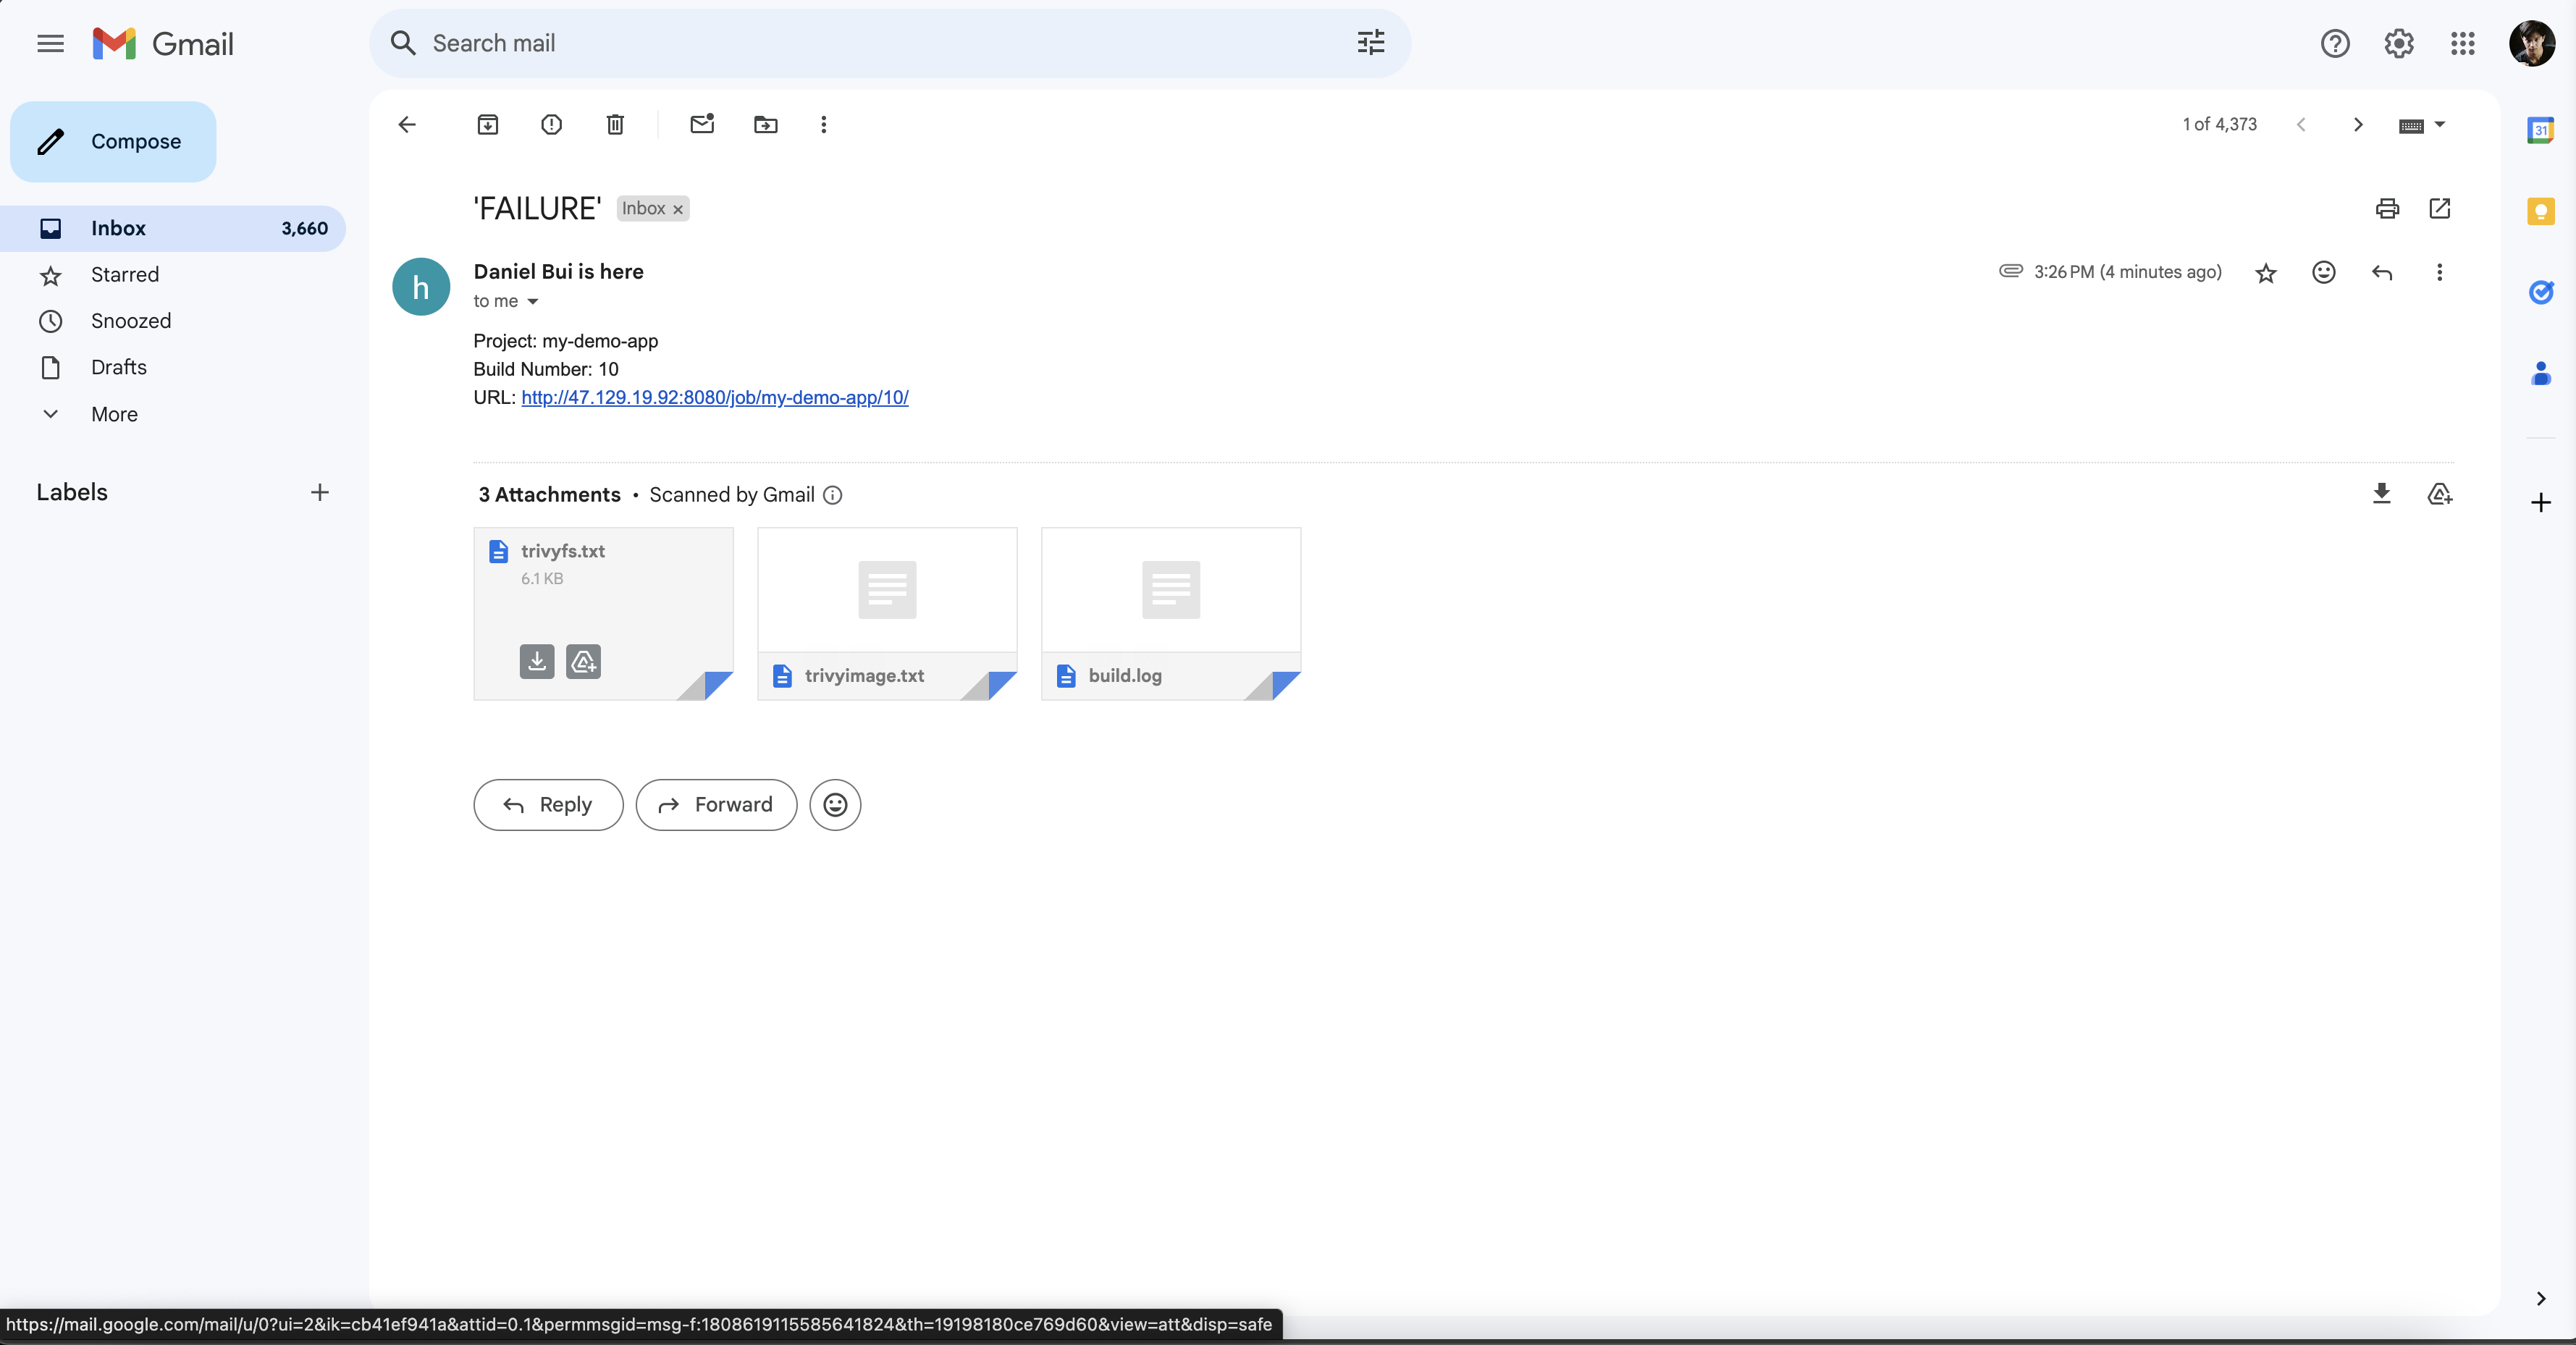 Gmail
Search mail
Compose
1 of 4,373
Inbox 3,660
Starred
Snoozed
Drafts
More
Labels
'FAILURE' Inbox x
h
Daniel Bui is here
3:26 PM (4 minutes ago)
to me
Project: my-demo-app
Build Number: 10
URL: http://47.129.19.92:8080/job/my-demo-app/10/
3 Attachments • Scanned by Gmail
trivyfs.txt
6.1 KB
trivyimage.txt
build.log
Reply
Forward
31
https://mail.google.com/mail/u/0?ui=2&ik=cb41ef941a&attid=0.1&permmsgid=msg-f:1808619115585641824&th=19198180ce769d60&view=att&disp=safe